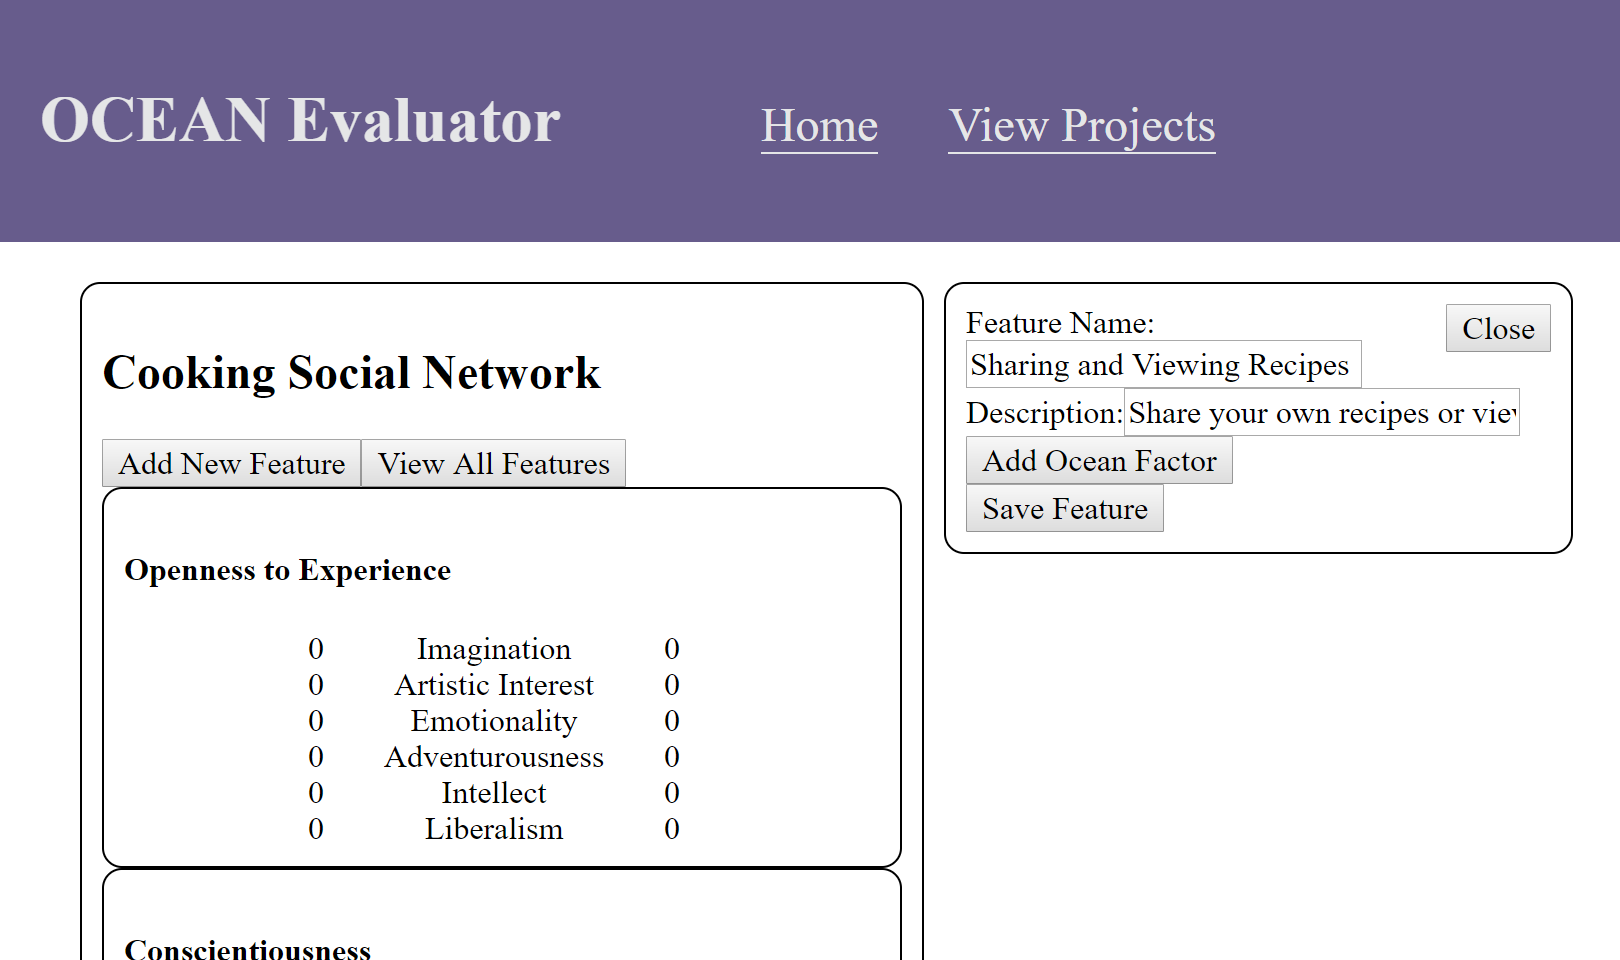 OCEAN Evaluator Home View Projects
Cooking Social Network
Add New Feature View All Features
Openness to Experience
0 Imagination 0
0 Artistic Interest 0
0 Emotionality 0
0 Adventurousness 0
0 Intellect 0
0 Liberalism 0
Conscientiousness
Feature Name:
Close
Sharing and Viewing Recipes
Description: Share your own recipes or view
Add Ocean Factor
Save Feature